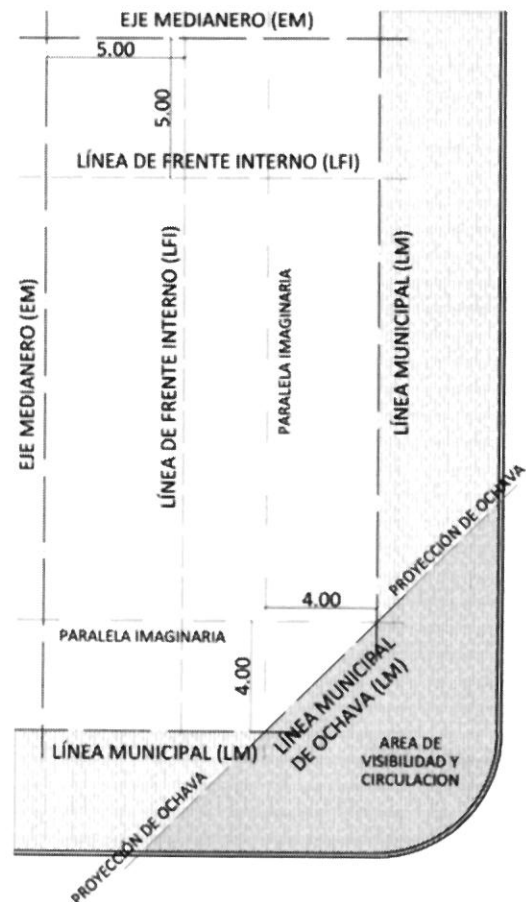 EJE MEDIANERO (EM)
5.00
5.00
LÍNEA DE FRENTE INTERNO (LFI)
EJE MEDIANERO (EM)
LÍNEA DE FRENTE INTERNO (LFI)
PARALELA IMAGINARIA
LÍNEA MUNICIPAL (LM)
PROYECCIÓN DE OCHAVA
4.00
PARALELA IMAGINARIA
4.00
LÍNEA MUNICIPAL
DE OCHAVA (LM)
LÍNEA MUNICIPAL (LM)
AREA DE
VISIBILIDAD Y
CIRCULACION
PROYECCIÓN DE OCHAVA